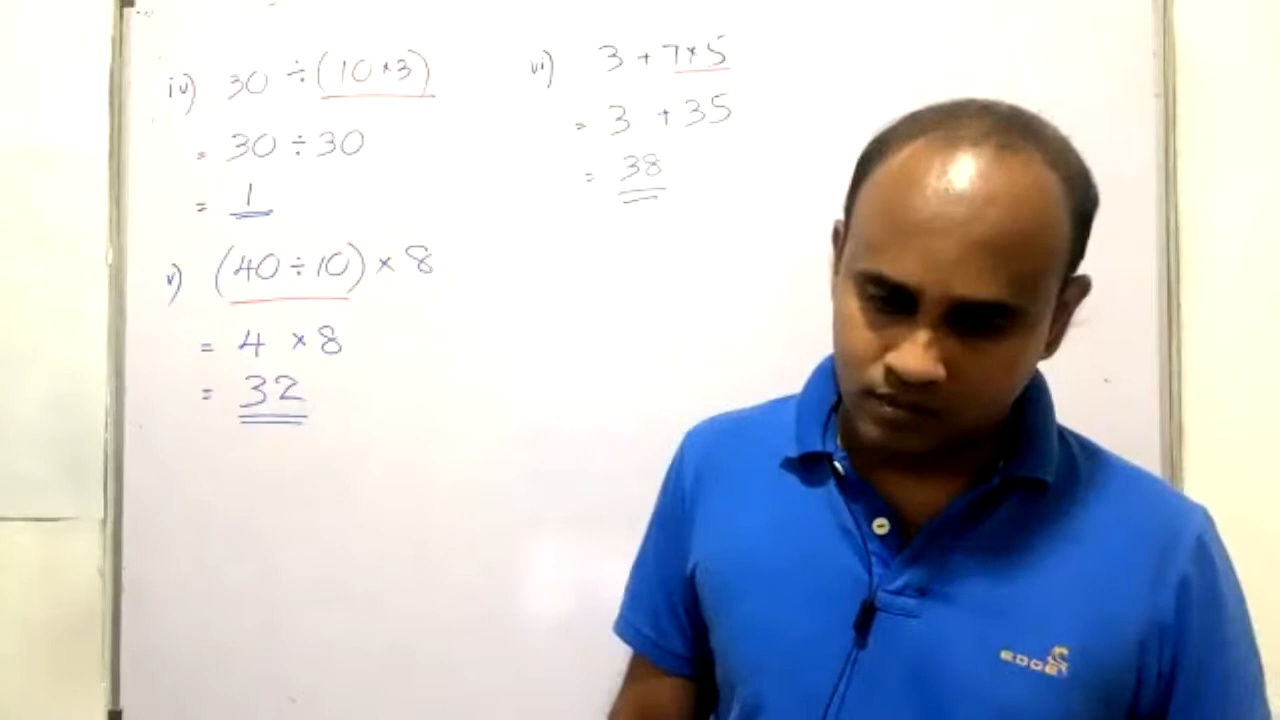 iv) 30 ÷ (10 × 3)
= 30 ÷ 30
= 1
v) (40 ÷ 10) × 8
= 4 × 8
= 32
vi) 3 + 7 × 5
= 3 + 35
= 38